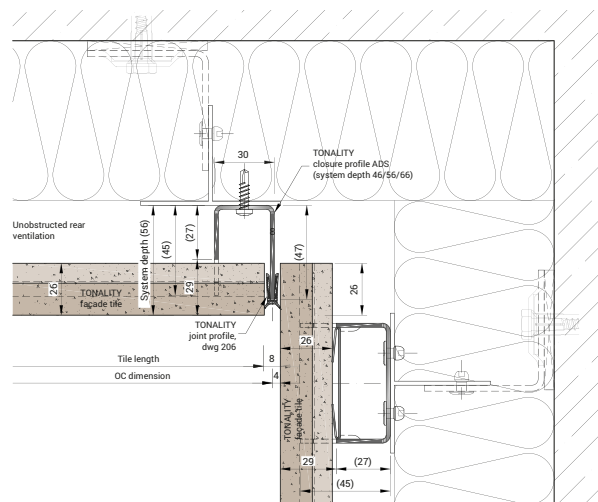 30
TONALITY
closure profile ADS
(system depth 46/56/66)
Unobstructed rear
ventilation
System depth (56)
(45)
(27)
(47)
26
29
26
TONALITY
façade tile
TONALITY
joint profile,
dwg 206
26
Tile length
8
OC dimension
4
TONALITY
façade tile
29
(27)
(45)